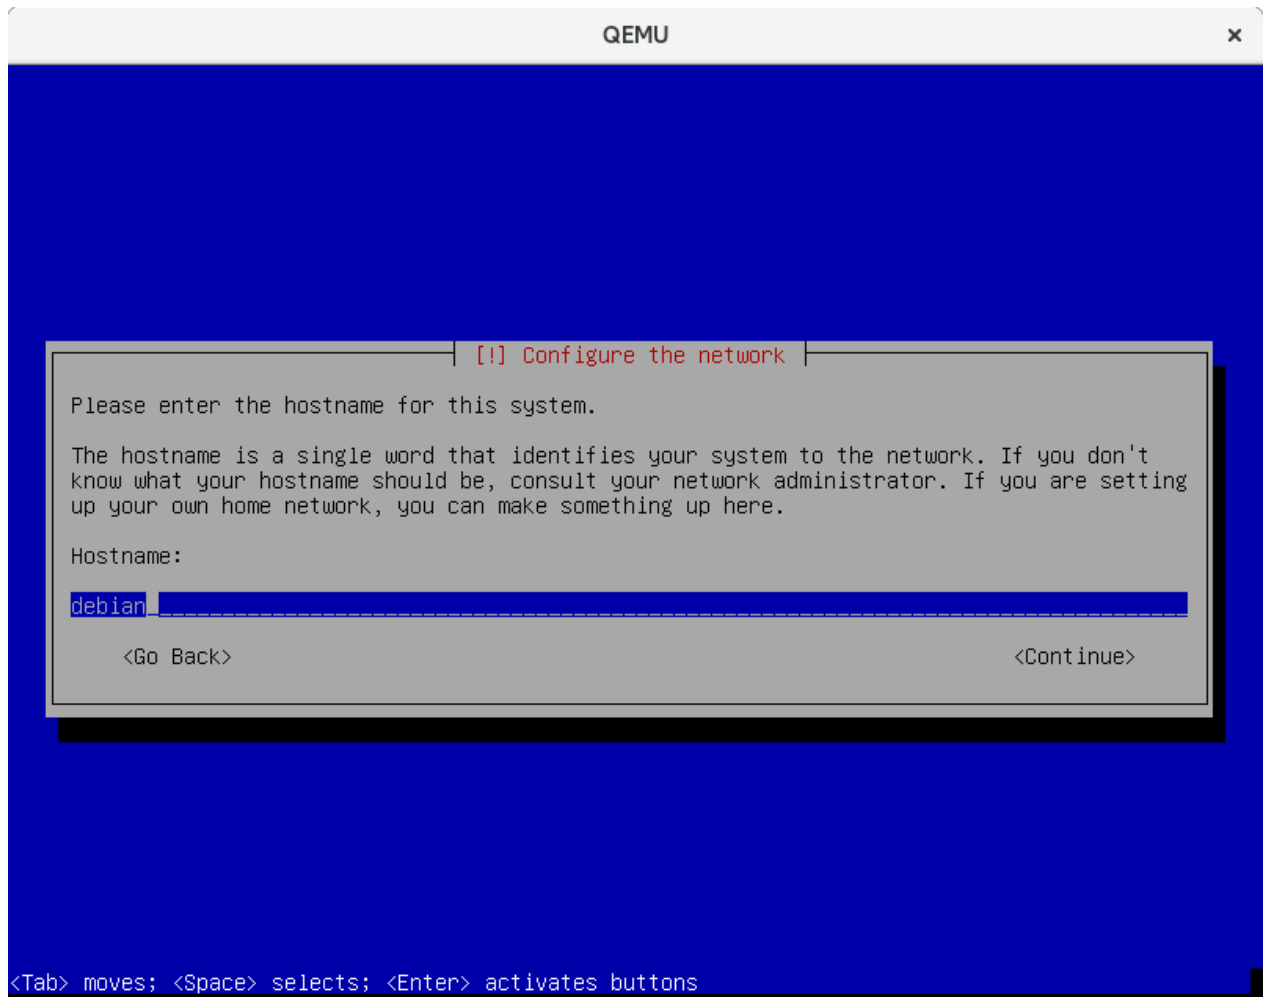 QEMU ×
[!] Configure the network
Please enter the hostname for this system.
The hostname is a single word that identifies your system to the network. If you don't
know what your hostname should be, consult your network administrator. If you are setting
up your own home network, you can make something up here.
Hostname:
debian
<Go Back> <Continue>
<Tab> moves; <Space> selects; <Enter> activates buttons